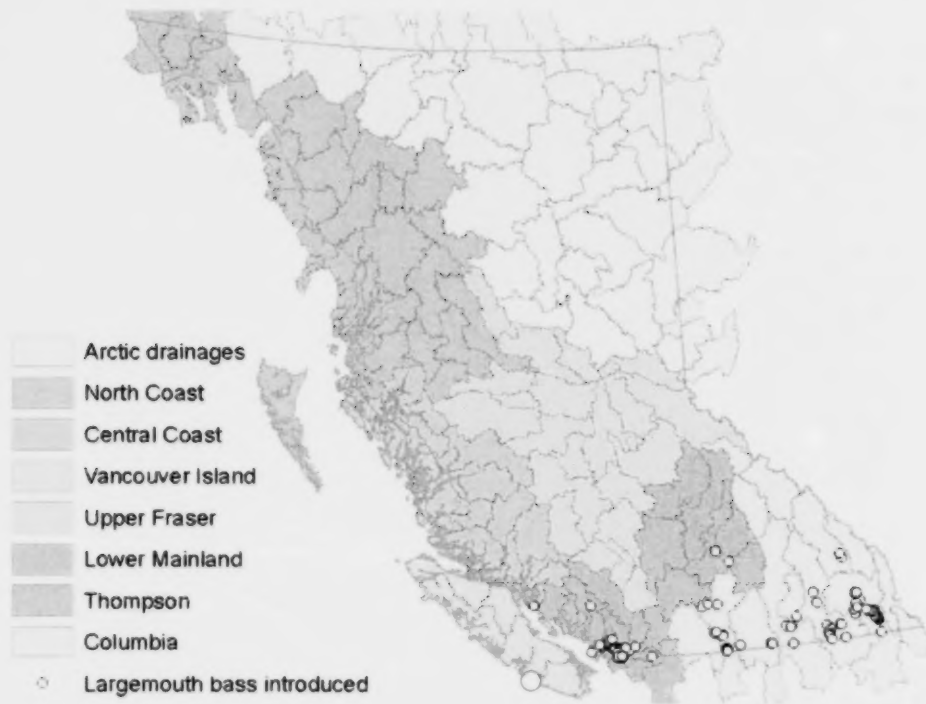 Arctic drainages
North Coast
Central Coast
Vancouver Island
Upper Fraser
Lower Mainland
Thompson
Columbia
Largemouth bass introduced